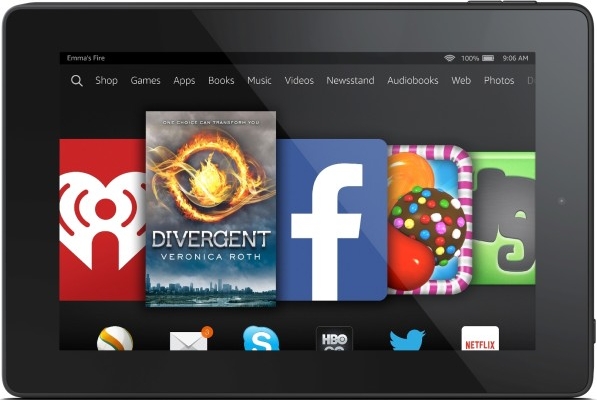 Emma's Fire 100% 9:06 AM
Shop Games Apps Books Music Videos Newsstand Audiobooks Web Photos
ONE CHOICE CAN TRANSFORM YOU
DIVERGENT
VERONICA ROTH
f
3
S
HBO
GO
NETFLIX